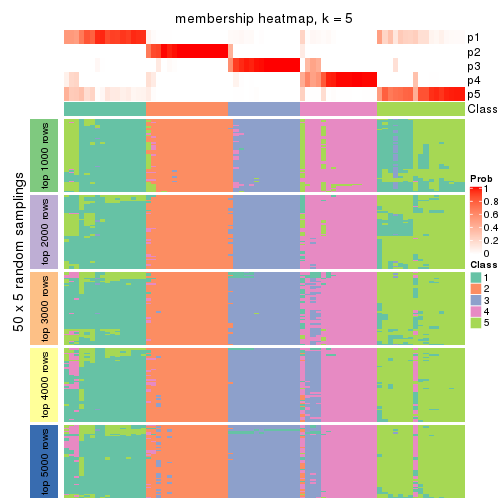 membership heatmap, k = 5
p1
p2
p3
p4
p5
Class
50 x 5 random samplings
top 1000 rows
top 2000 rows
top 3000 rows
top 4000 rows
top 5000 rows
Prob
1
0.8
0.6
0.4
0.2
0
Class
1
2
3
4
5